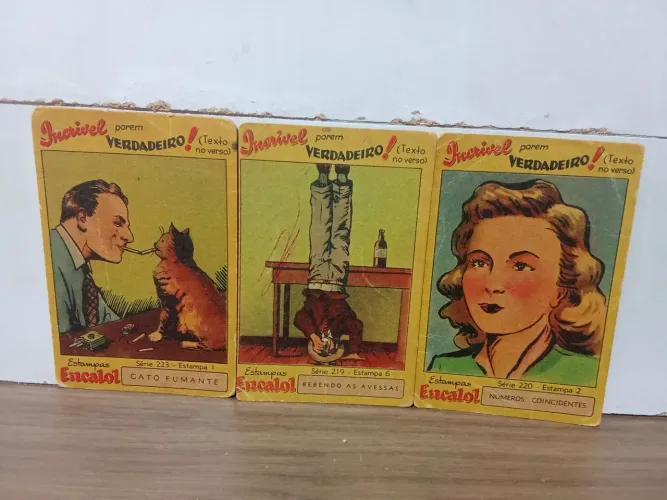 Incrivel porem
VERDADEIRO! (Texto
no verso)
Estampas
Eucalol
Série 223 - Estampa 1
GATO FUMANTE
Incrivel porem
VERDADEIRO! (Texto
no verso)
Estampas
Eucalol
Série 219 - Estampa 6
BEBENDO AS AVESSAS
Incrivel porem
VERDADEIRO! (Texto
no verso)
Estampas
Eucalol
Série 220 - Estampa 2
NUMEROS COINCIDENTES